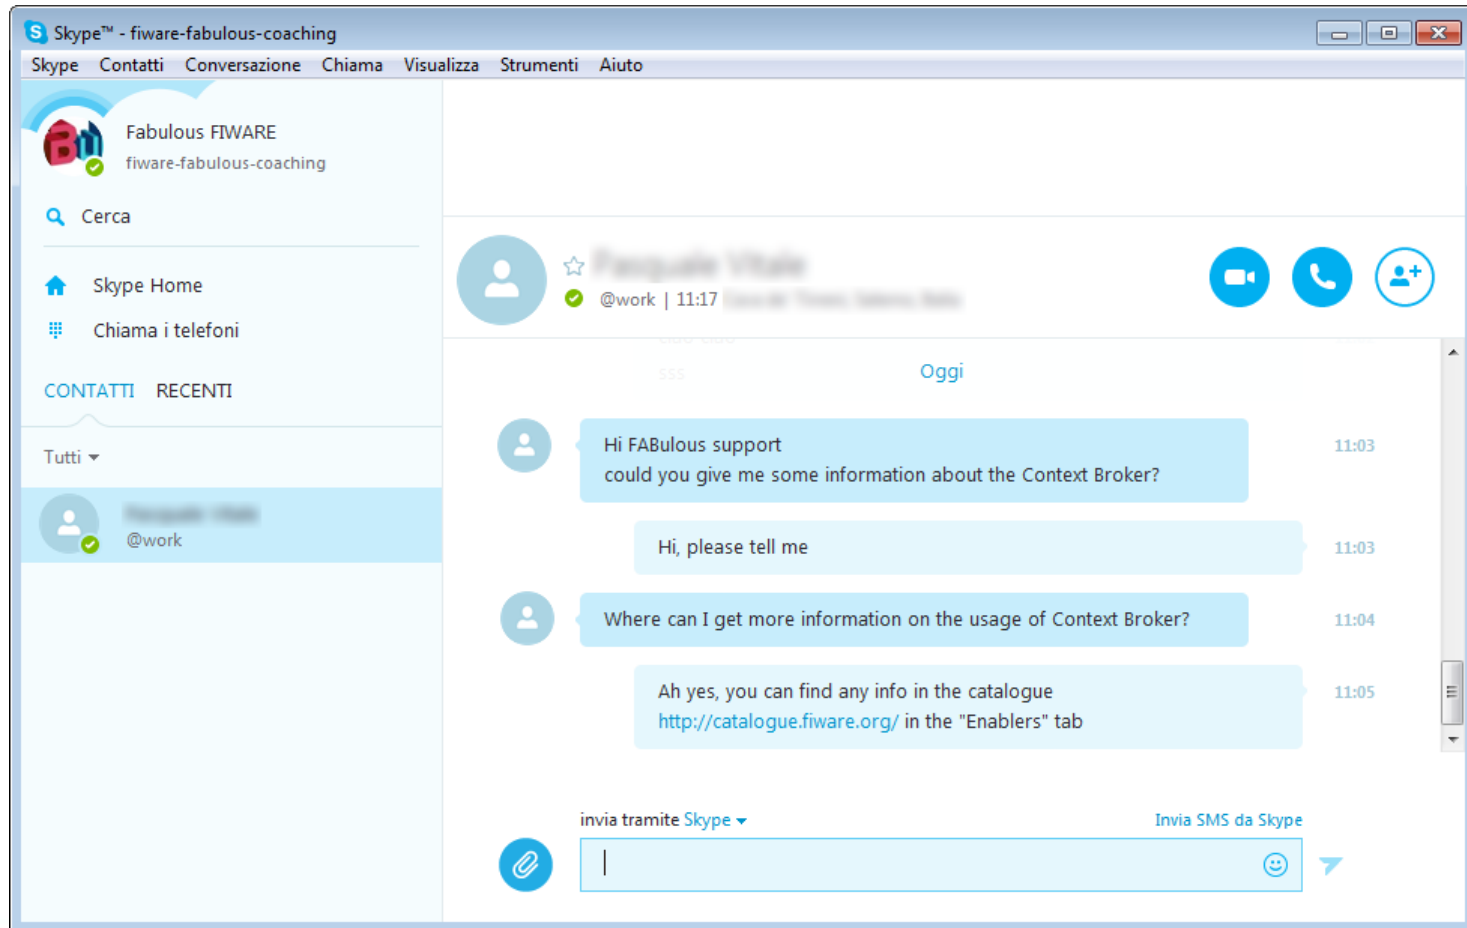 Skype™ - fiware-fabulous-coaching
Skype Contatti Conversazione Chiama Visualizza Strumenti Aiuto
Fabulous FIWARE
fiware-fabulous-coaching
Cerca
Skype Home
Chiama i telefoni
CONTATTI RECENTI
Tutti
@work
@work | 11:17
sss
Oggi
Hi FABulous support
11:03
could you give me some information about the Context Broker?
Hi, please tell me
11:03
Where can I get more information on the usage of Context Broker?
11:04
Ah yes, you can find any info in the catalogue
11:05
http://catalogue.fiware.org/ in the "Enablers" tab
invia tramite Skype
Invia SMS da Skype